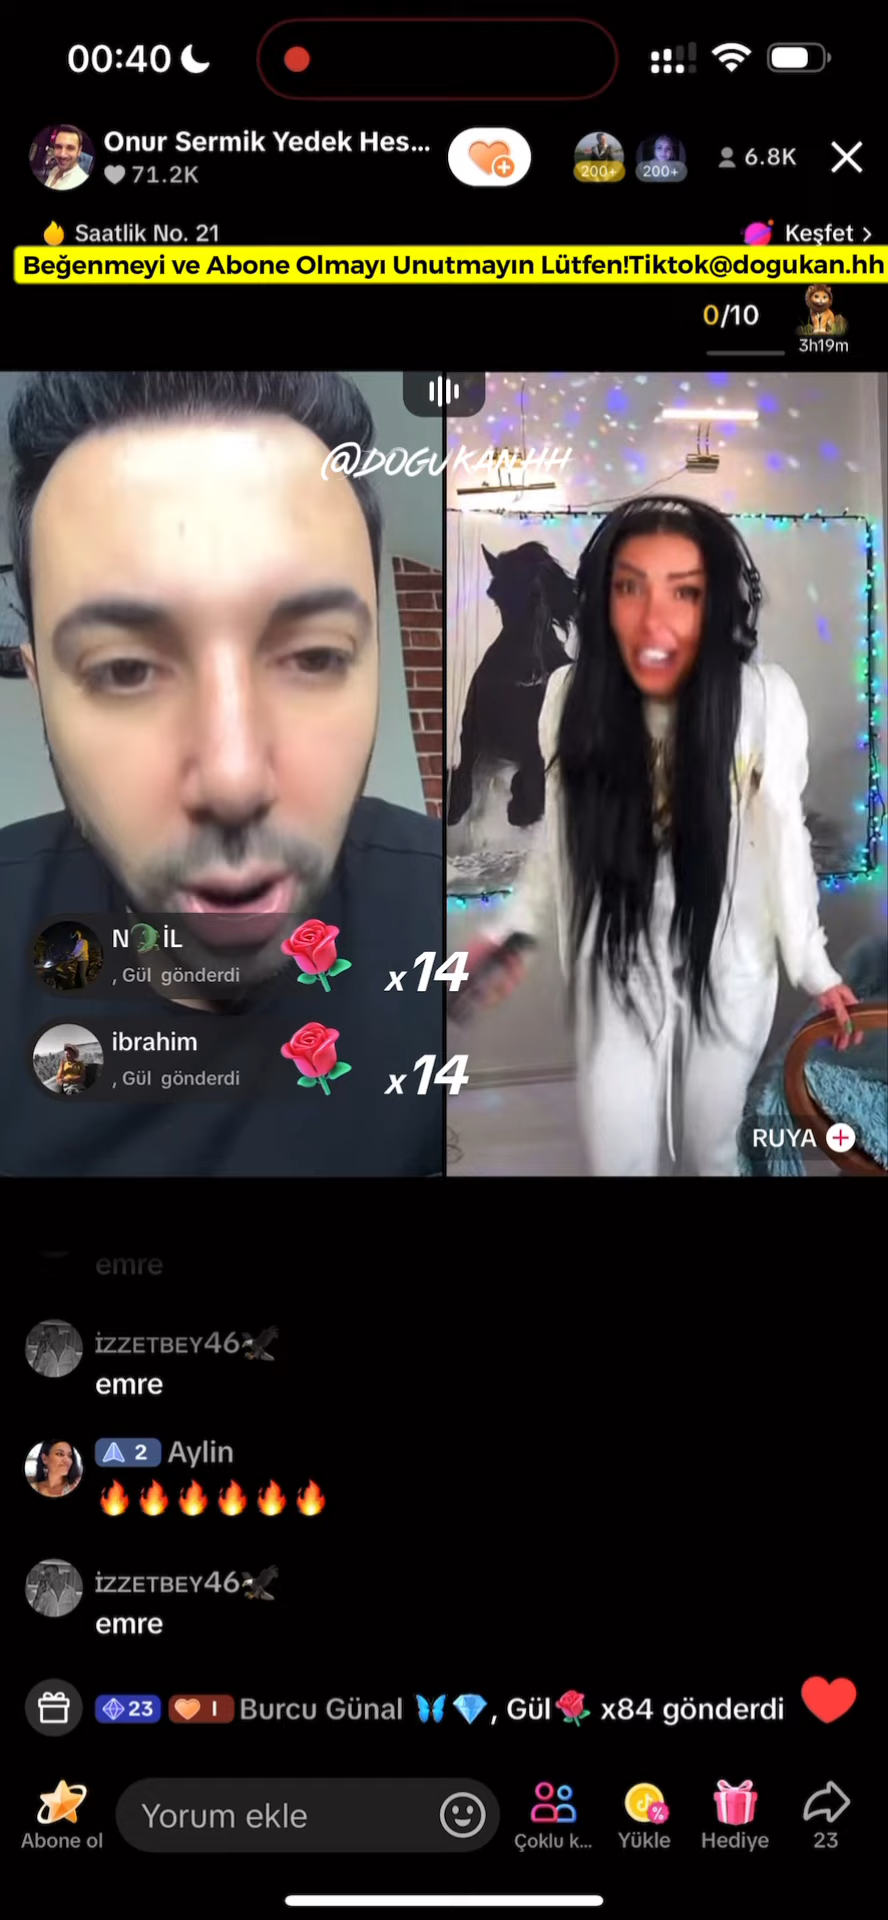 00:40
Onur Sermik Yedek Hes...
71.2K
200+
200+
6.8K
Saatlik No. 21
Keşfet >
Beğenmeyi ve Abone Olmayı Unutmayın Lütfen!Tiktok@dogukan.hh
0/10
3h19m
@DOGUKAN.HH
N🐊İL
, Gül gönderdi
x14
ibrahim
, Gül gönderdi
x14
RUYA
emre
İZZETBEY46🦅
emre
2 Aylin
🔥🔥🔥🔥🔥🔥
İZZETBEY46🦅
emre
23 I Burcu Günal 🦋💎, Gül🌹 x84 gönderdi
Abone ol
Yorum ekle
Çoklu k...
Yükle
Hediye
23